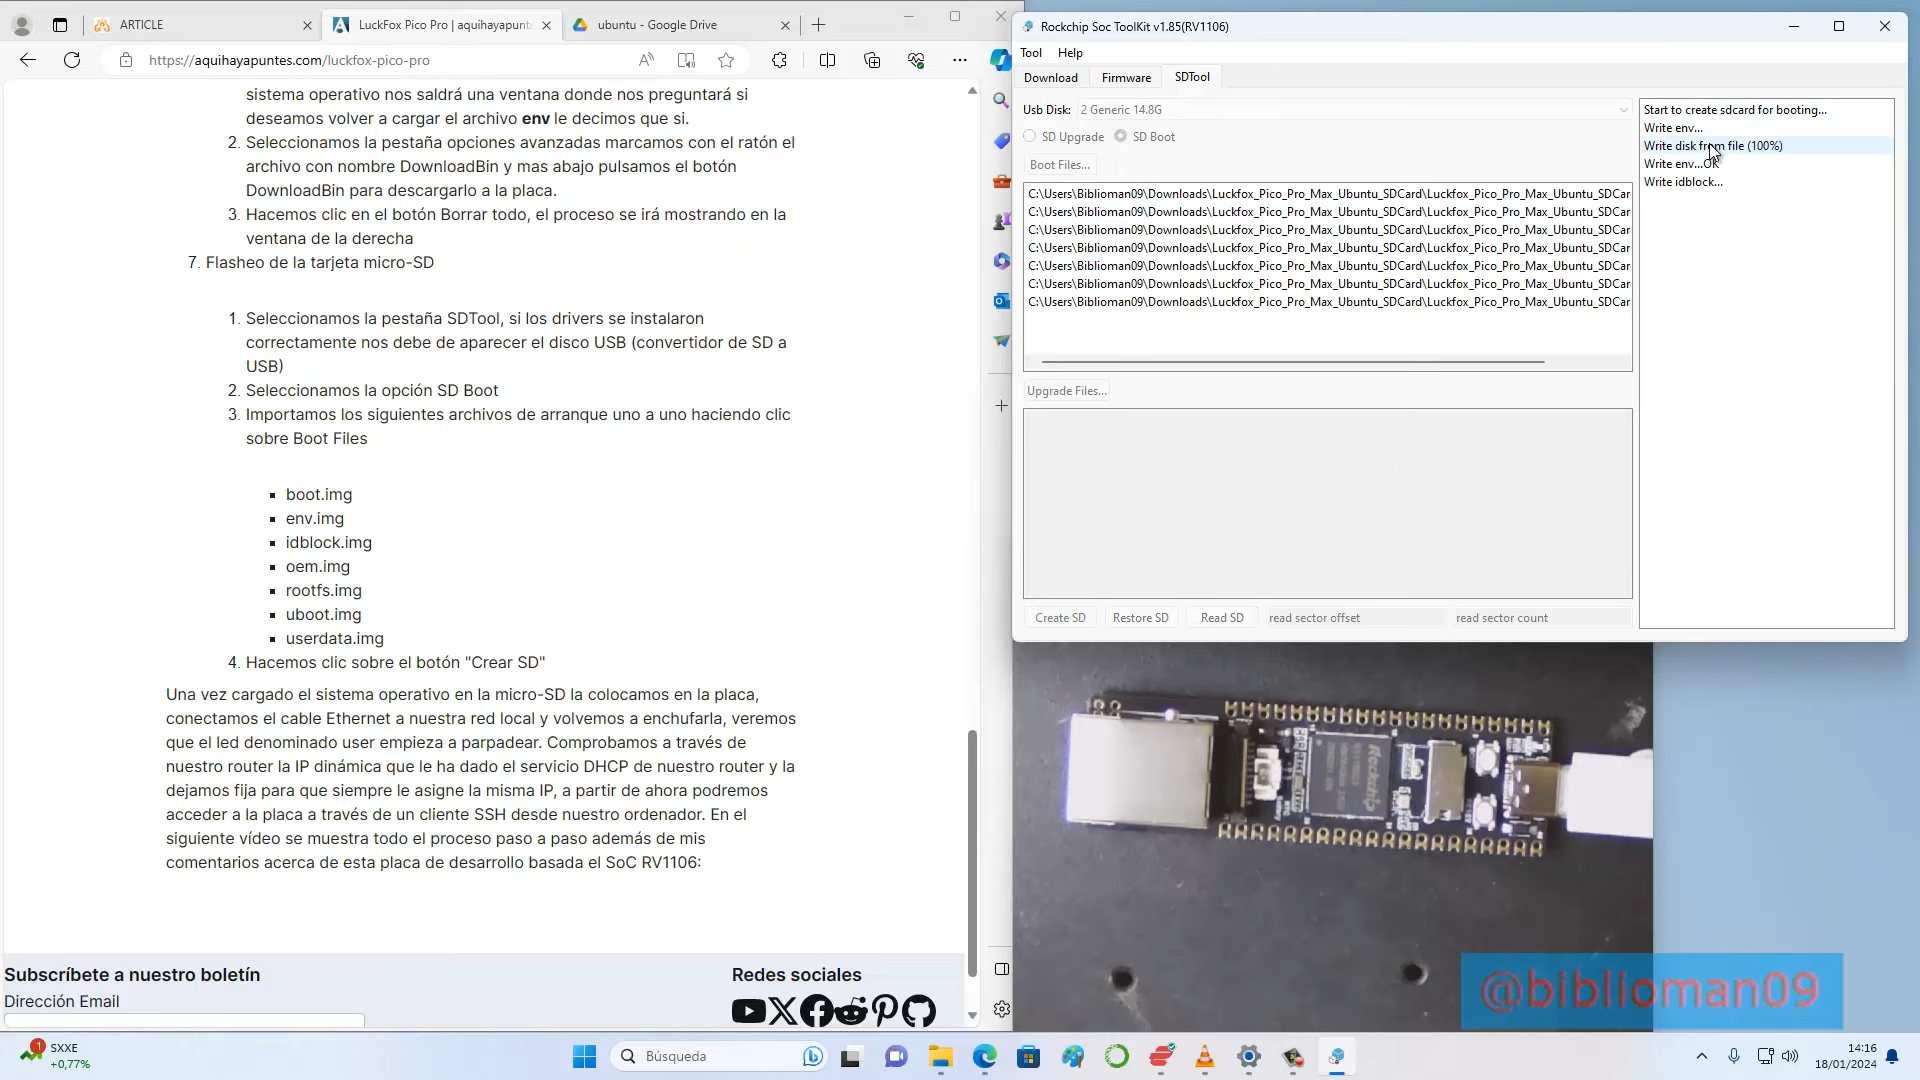 ARTICLE
LuckFox Pico Pro | aquihayapunt
ubuntu - Google Drive
https://aquihayapuntes.com/luckfox-pico-pro
sistema operativo nos saldrá una ventana donde nos preguntará si
deseamos volver a cargar el archivo env le decimos que si.
2. Seleccionamos la pestaña opciones avanzadas marcamos con el ratón el
archivo con nombre DownloadBin y mas abajo pulsamos el botón
DownloadBin para descargarlo a la placa.
3. Hacemos clic en el botón Borrar todo, el proceso se irá mostrando en la
ventana de la derecha
7. Flasheo de la tarjeta micro-SD
1. Seleccionamos la pestaña SDTool, si los drivers se instalaron
correctamente nos debe de aparecer el disco USB (convertidor de SD a
USB)
2. Seleccionamos la opción SD Boot
3. Importamos los siguientes archivos de arranque uno a uno haciendo clic
sobre Boot Files
boot.img
env.img
idblock.img
oem.img
rootfs.img
uboot.img
userdata.img
4. Hacemos clic sobre el botón "Crear SD"
Una vez cargado el sistema operativo en la micro-SD la colocamos en la placa,
conectamos el cable Ethernet a nuestra red local y volvemos a enchufarla, veremos
que el led denominado user empieza a parpadear. Comprobamos a través de
nuestro router la IP dinámica que le ha dado el servicio DHCP de nuestro router y la
dejamos fija para que siempre le asigne la misma IP, a partir de ahora podremos
acceder a la placa a través de un cliente SSH desde nuestro ordenador. En el
siguiente vídeo se muestra todo el proceso paso a paso además de mis
comentarios acerca de esta placa de desarrollo basada el SoC RV1106:
Subscríbete a nuestro boletín
Dirección Email
Redes sociales
Rockchip Soc ToolKit v1.85(RV1106)
Tool Help
Download Firmware SDTool
Usb Disk: 2 Generic 14.8G
SD Upgrade SD Boot
Boot Files...
C:\Users\Biblioman09\Downloads\Luckfox_Pico_Pro_Max_Ubuntu_SDCard\Luckfox_Pico_Pro_Max_Ubuntu_SDCar
C:\Users\Biblioman09\Downloads\Luckfox_Pico_Pro_Max_Ubuntu_SDCard\Luckfox_Pico_Pro_Max_Ubuntu_SDCar
C:\Users\Biblioman09\Downloads\Luckfox_Pico_Pro_Max_Ubuntu_SDCard\Luckfox_Pico_Pro_Max_Ubuntu_SDCar
C:\Users\Biblioman09\Downloads\Luckfox_Pico_Pro_Max_Ubuntu_SDCard\Luckfox_Pico_Pro_Max_Ubuntu_SDCar
C:\Users\Biblioman09\Downloads\Luckfox_Pico_Pro_Max_Ubuntu_SDCard\Luckfox_Pico_Pro_Max_Ubuntu_SDCar
C:\Users\Biblioman09\Downloads\Luckfox_Pico_Pro_Max_Ubuntu_SDCard\Luckfox_Pico_Pro_Max_Ubuntu_SDCar
C:\Users\Biblioman09\Downloads\Luckfox_Pico_Pro_Max_Ubuntu_SDCard\Luckfox_Pico_Pro_Max_Ubuntu_SDCar
Upgrade Files...
Create SD Restore SD Read SD read sector offset read sector count
Start to create sdcard for booting...
Write env...
Write disk from file (100%)
Write env...OK
Write idblock...
Rockchip
@biblioman09
1
SXXE
+0,77%
Búsqueda
14:16
18/01/2024